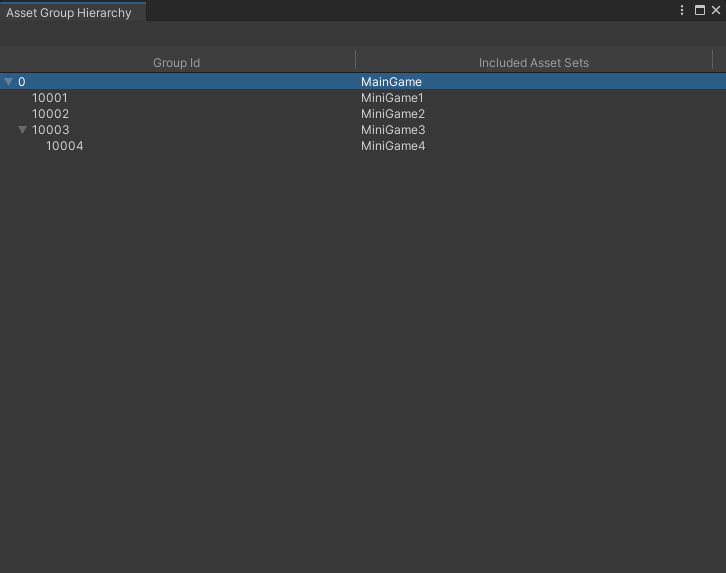 Asset Group Hierarchy
Group Id Included Asset Sets
0 MainGame
10001 MiniGame1
10002 MiniGame2
10003 MiniGame3
10004 MiniGame4